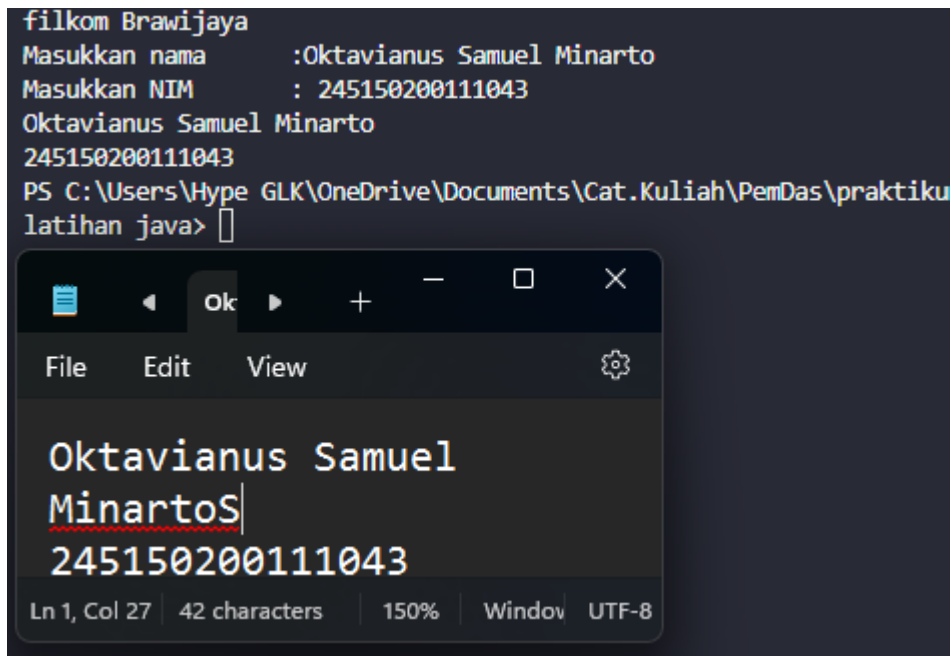 filkom Brawijaya
Masukkan nama :Oktavianus Samuel Minarto
Masukkan NIM : 245150200111043
Oktavianus Samuel Minarto
245150200111043
PS C:\Users\Hype GLK\OneDrive\Documents\Cat.Kuliah\PemDas\praktiku
latihan java>
Ok
File Edit View
Oktavianus Samuel
MinartoS
245150200111043
Ln 1, Col 27 42 characters 150% Window UTF-8